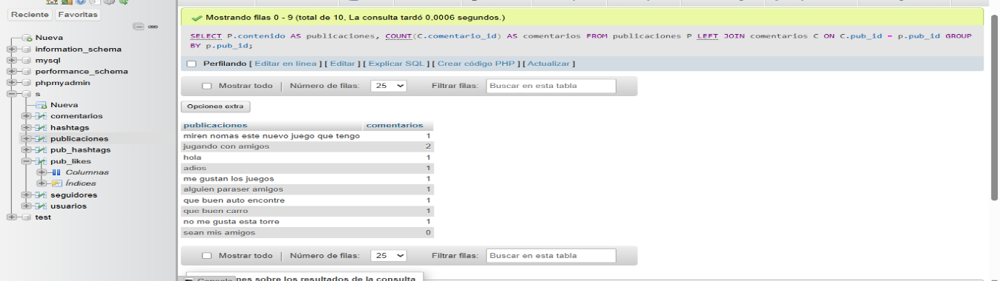 Reciente Favoritas
Nueva
information_schema
mysql
performance_schema
phpmyadmin
s
Nueva
comentarios
hashtags
publicaciones
pub_hashtags
pub_likes
Columnas
Índices
seguidores
usuarios
test
Mostrando filas 0 - 9 (total de 10, La consulta tardó 0,0006 segundos.)
SELECT P.contenido AS publicaciones, COUNT(C.comentario_id) AS comentarios FROM publicaciones P LEFT JOIN comentarios C ON C.pub_id = p.pub_id GROUP
BY p.pub_id;
Perfilando [ Editar en línea ] [ Editar ] [ Explicar SQL ] [ Crear código PHP ] [ Actualizar ]
Mostrar todo | Número de filas: 25 Filtrar filas: Buscar en esta tabla
Opciones extra
publicaciones comentarios
miren nomas este nuevo juego que tengo 1
jugando con amigos 2
hola 1
adios 1
me gustan los juegos 1
alguien paraser amigos 1
que buen auto encontre 1
que buen carro 1
no me gusta esta torre 1
sean mis amigos 0
Mostrar todo | Número de filas: 25 Filtrar filas: Buscar en esta tabla
Consola nes sobre los resultados de la consulta